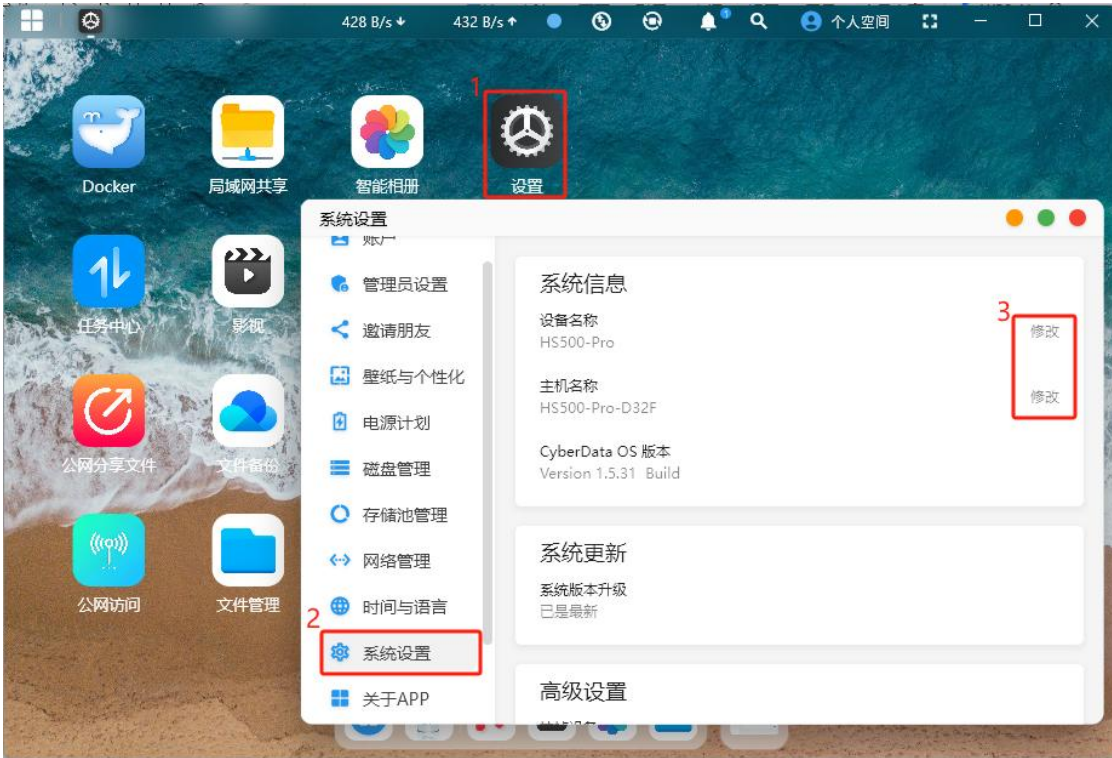 428 B/s
432 B/s
1
个人空间
1
Docker
局域网共享
智能相册
设置
任务中心
影视
公网分享文件
文件备份
公网访问
文件管理
系统设置
账户
管理员设置
邀请朋友
壁纸与个性化
电源计划
磁盘管理
存储池管理
网络管理
时间与语言
2
系统设置
关于APP
系统信息
设备名称
HS500-Pro
3
修改
主机名称
HS500-Pro-D32F
修改
CyberData OS 版本
Version 1.5.31 Build
系统更新
系统版本升级
已是最新
高级设置